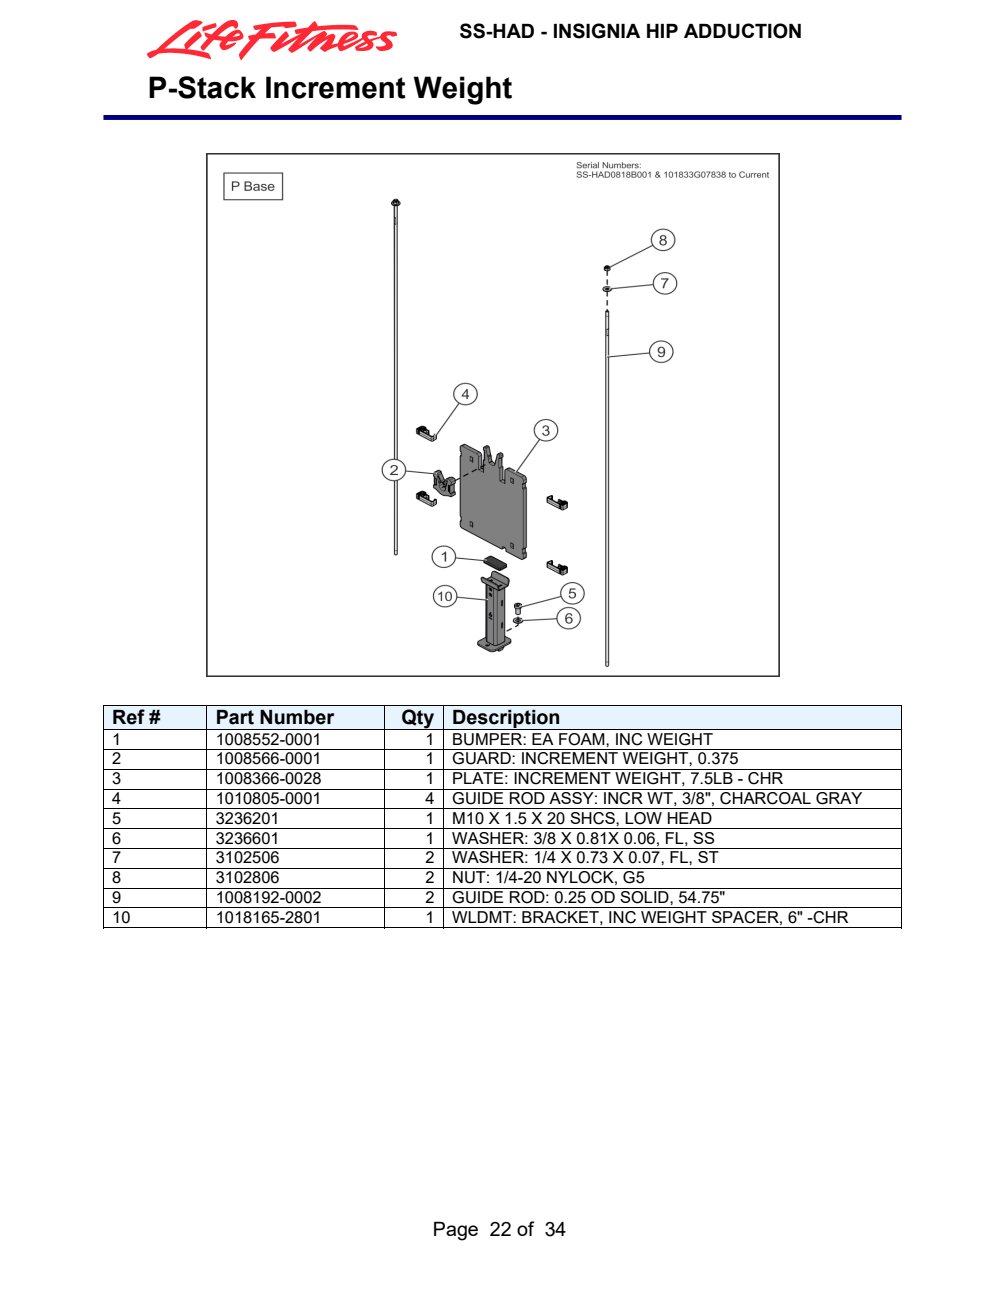 Life Fitness
SS-HAD - INSIGNIA HIP ADDUCTION
P-Stack Increment Weight
P Base
Serial Numbers:
SS-HAD0818B001 & 101833G07838 to Current
8
7
9
4
3
2
1
10
5
6
Ref # Part Number Qty Description
1 1008552-0001 1 BUMPER: EA FOAM, INC WEIGHT
2 1008566-0001 1 GUARD: INCREMENT WEIGHT, 0.375
3 1008366-0028 1 PLATE: INCREMENT WEIGHT, 7.5LB - CHR
4 1010805-0001 4 GUIDE ROD ASSY: INCR WT, 3/8", CHARCOAL GRAY
5 3236201 1 M10 X 1.5 X 20 SHCS, LOW HEAD
6 3236601 1 WASHER: 3/8 X 0.81X 0.06, FL, SS
7 3102506 2 WASHER: 1/4 X 0.73 X 0.07, FL, ST
8 3102806 2 NUT: 1/4-20 NYLOCK, G5
9 1008192-0002 2 GUIDE ROD: 0.25 OD SOLID, 54.75"
10 1018165-2801 1 WLDMT: BRACKET, INC WEIGHT SPACER, 6" -CHR
Page 22 of 34